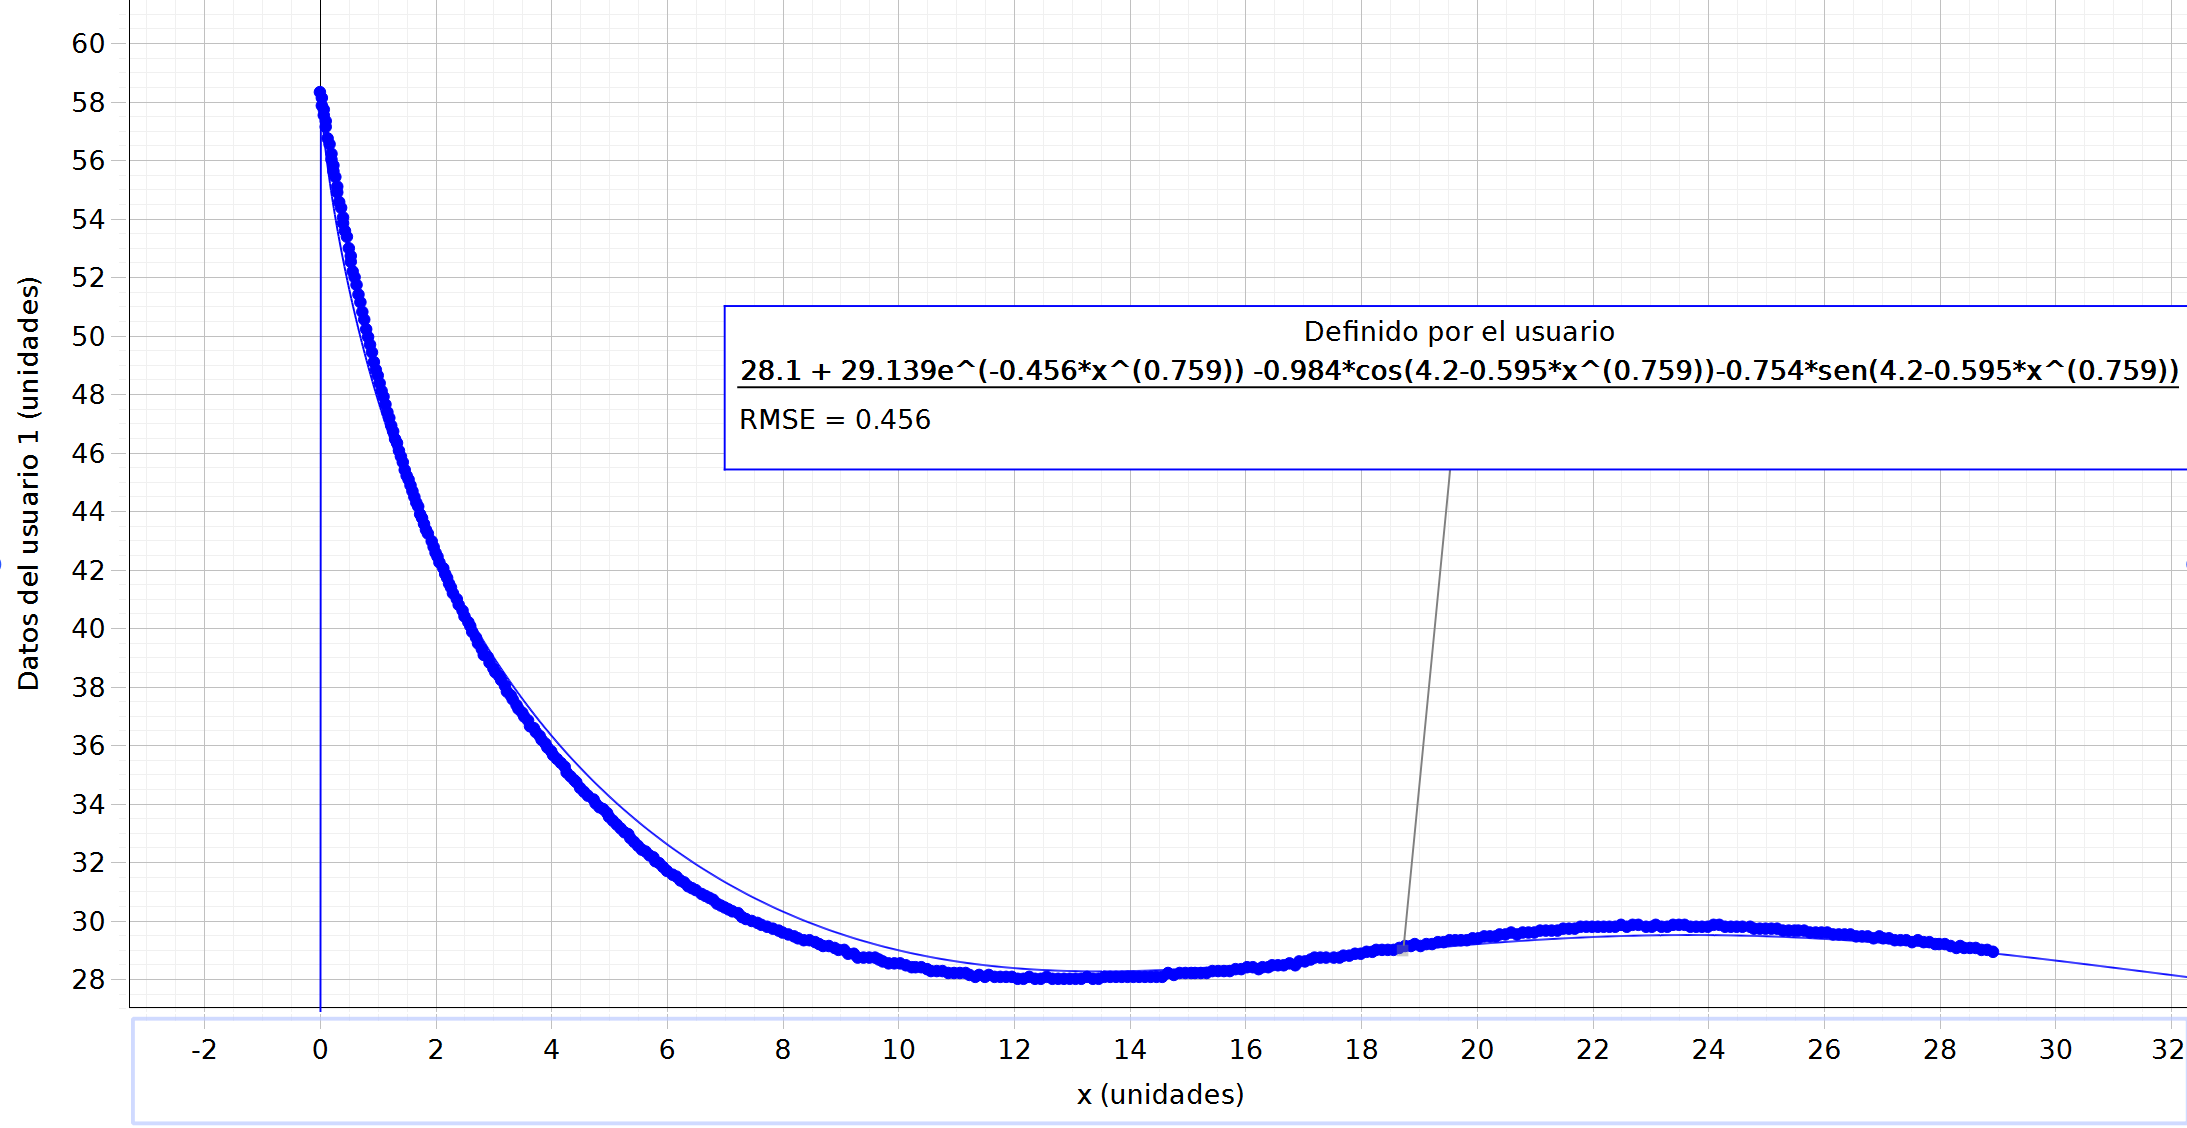 60
58
56
54
52
50
48
46
44
42
40
38
36
34
32
30
28
Datos del usuario 1 (unidades)
Definido por el usuario
28.1 + 29.139e^(-0.456*x^(0.759)) -0.984*cos(4.2-0.595*x^(0.759))-0.754*sen(4.2-0.595*x^(0.759))
RMSE = 0.456
-2 0 2 4 6 8 10 12 14 16 18 20 22 24 26 28 30 32
x (unidades)